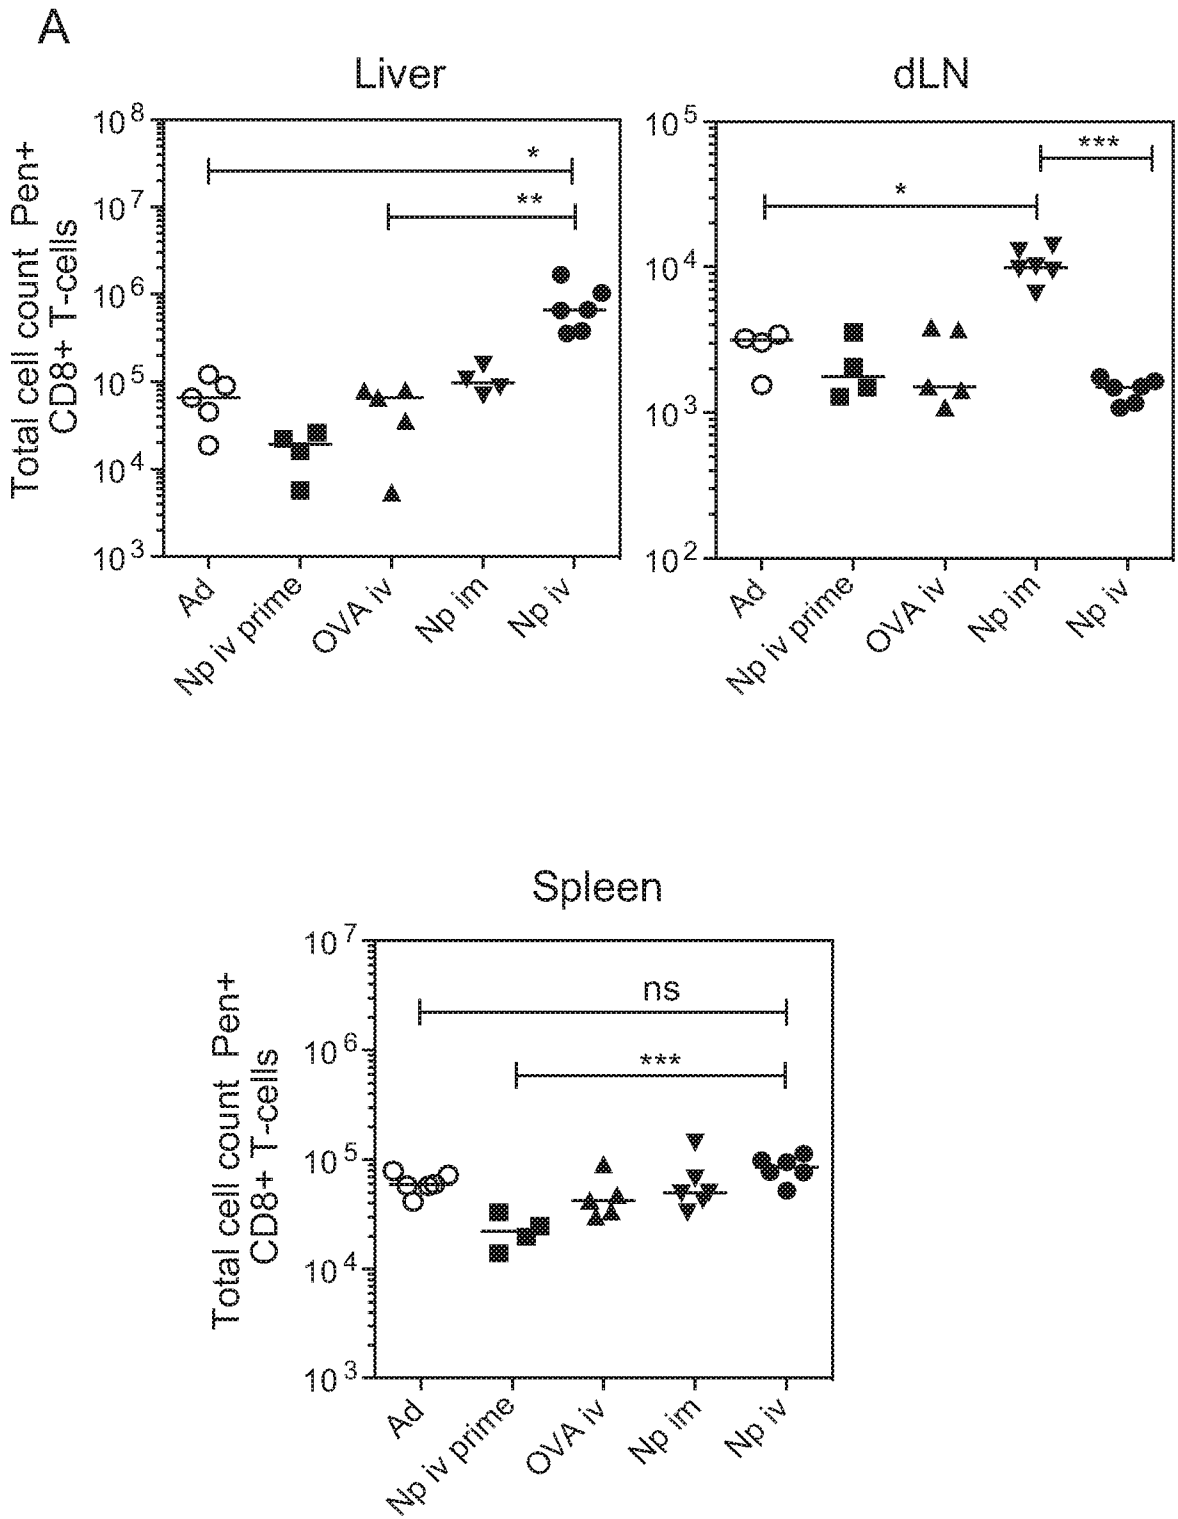 A
Liver
Total cell count Pen+
CD8+ T-cells
10^8
10^7
10^6
10^5
10^4
10^3
*
**
Ad
Np iv prime
OVA iv
Np im
Np iv
dLN
10^5
10^4
10^3
10^2
*
***
Ad
Np iv prime
OVA iv
Np im
Np iv
Spleen
Total cell count Pen+
CD8+ T-cells
10^7
10^6
10^5
10^4
10^3
ns
***
Ad
Np iv prime
OVA iv
Np im
Np iv